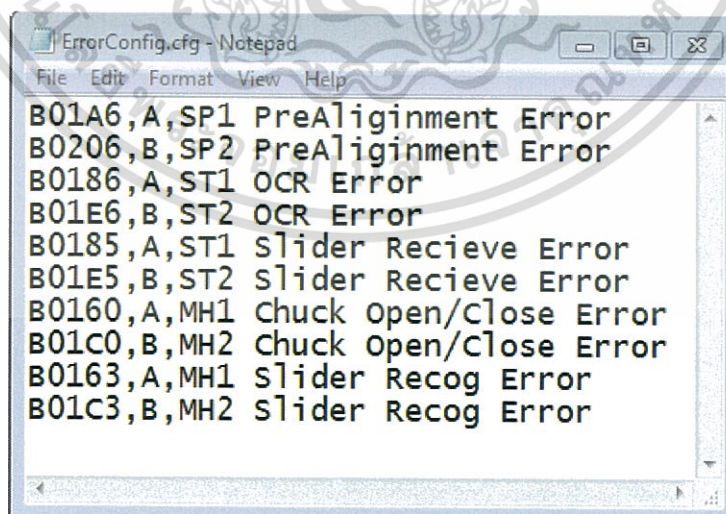 ErrorConfig.cfg - Notepad
File Edit Format View Help
B01A6,A,SP1 PreAliginment Error
B0206,B,SP2 PreAliginment Error
B0186,A,ST1 OCR Error
B01E6,B,ST2 OCR Error
B0185,A,ST1 Slider Recieve Error
B01E5,B,ST2 Slider Recieve Error
B0160,A,MH1 Chuck Open/Close Error
B01C0,B,MH2 Chuck Open/Close Error
B0163,A,MH1 Slider Recog Error
B01C3,B,MH2 Slider Recog Error